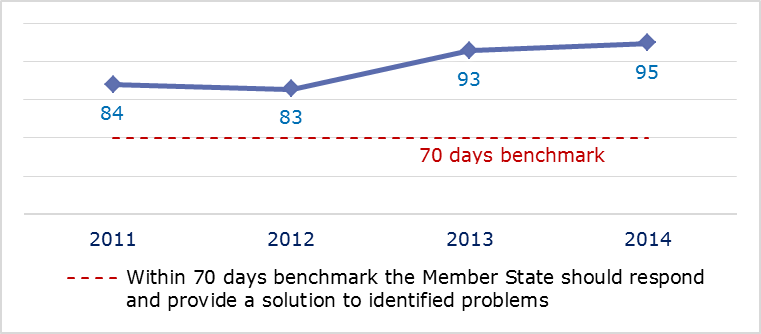 84
83
93
95
70 days benchmark
2011
2012
2013
2014
Within 70 days benchmark the Member State should respond
and provide a solution to identified problems